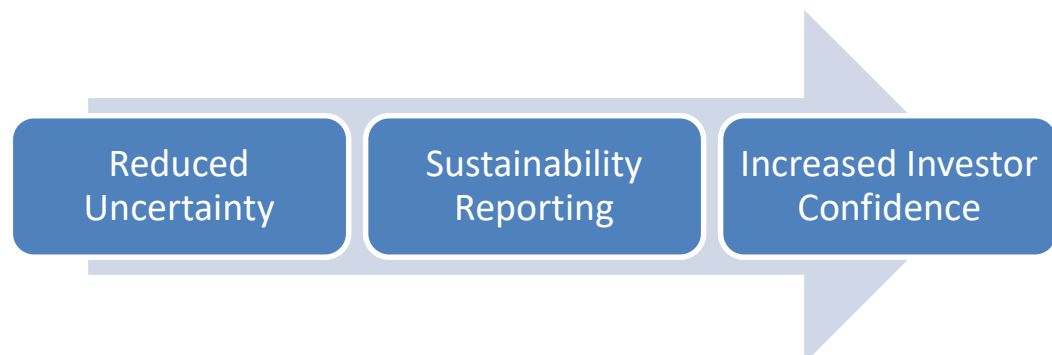 Reduced
Uncertainty
Sustainability
Reporting
Increased Investor
Confidence